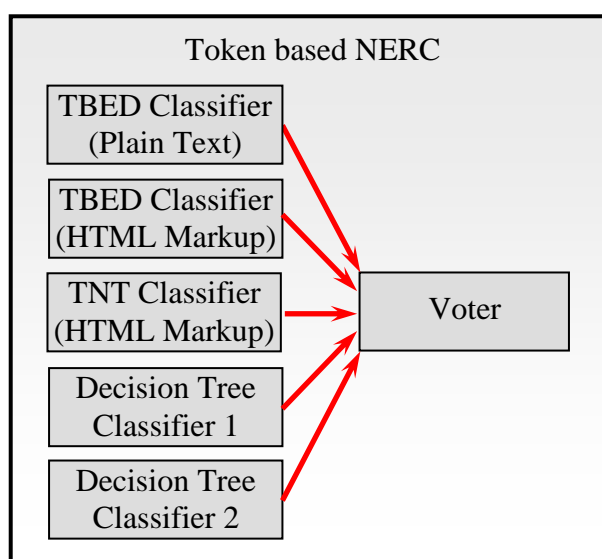 Token based NERC
TBED Classifier
(Plain Text)
TBED Classifier
(HTML Markup)
TNT Classifier
(HTML Markup)
Voter
Decision Tree
Classifier 1
Decision Tree
Classifier 2